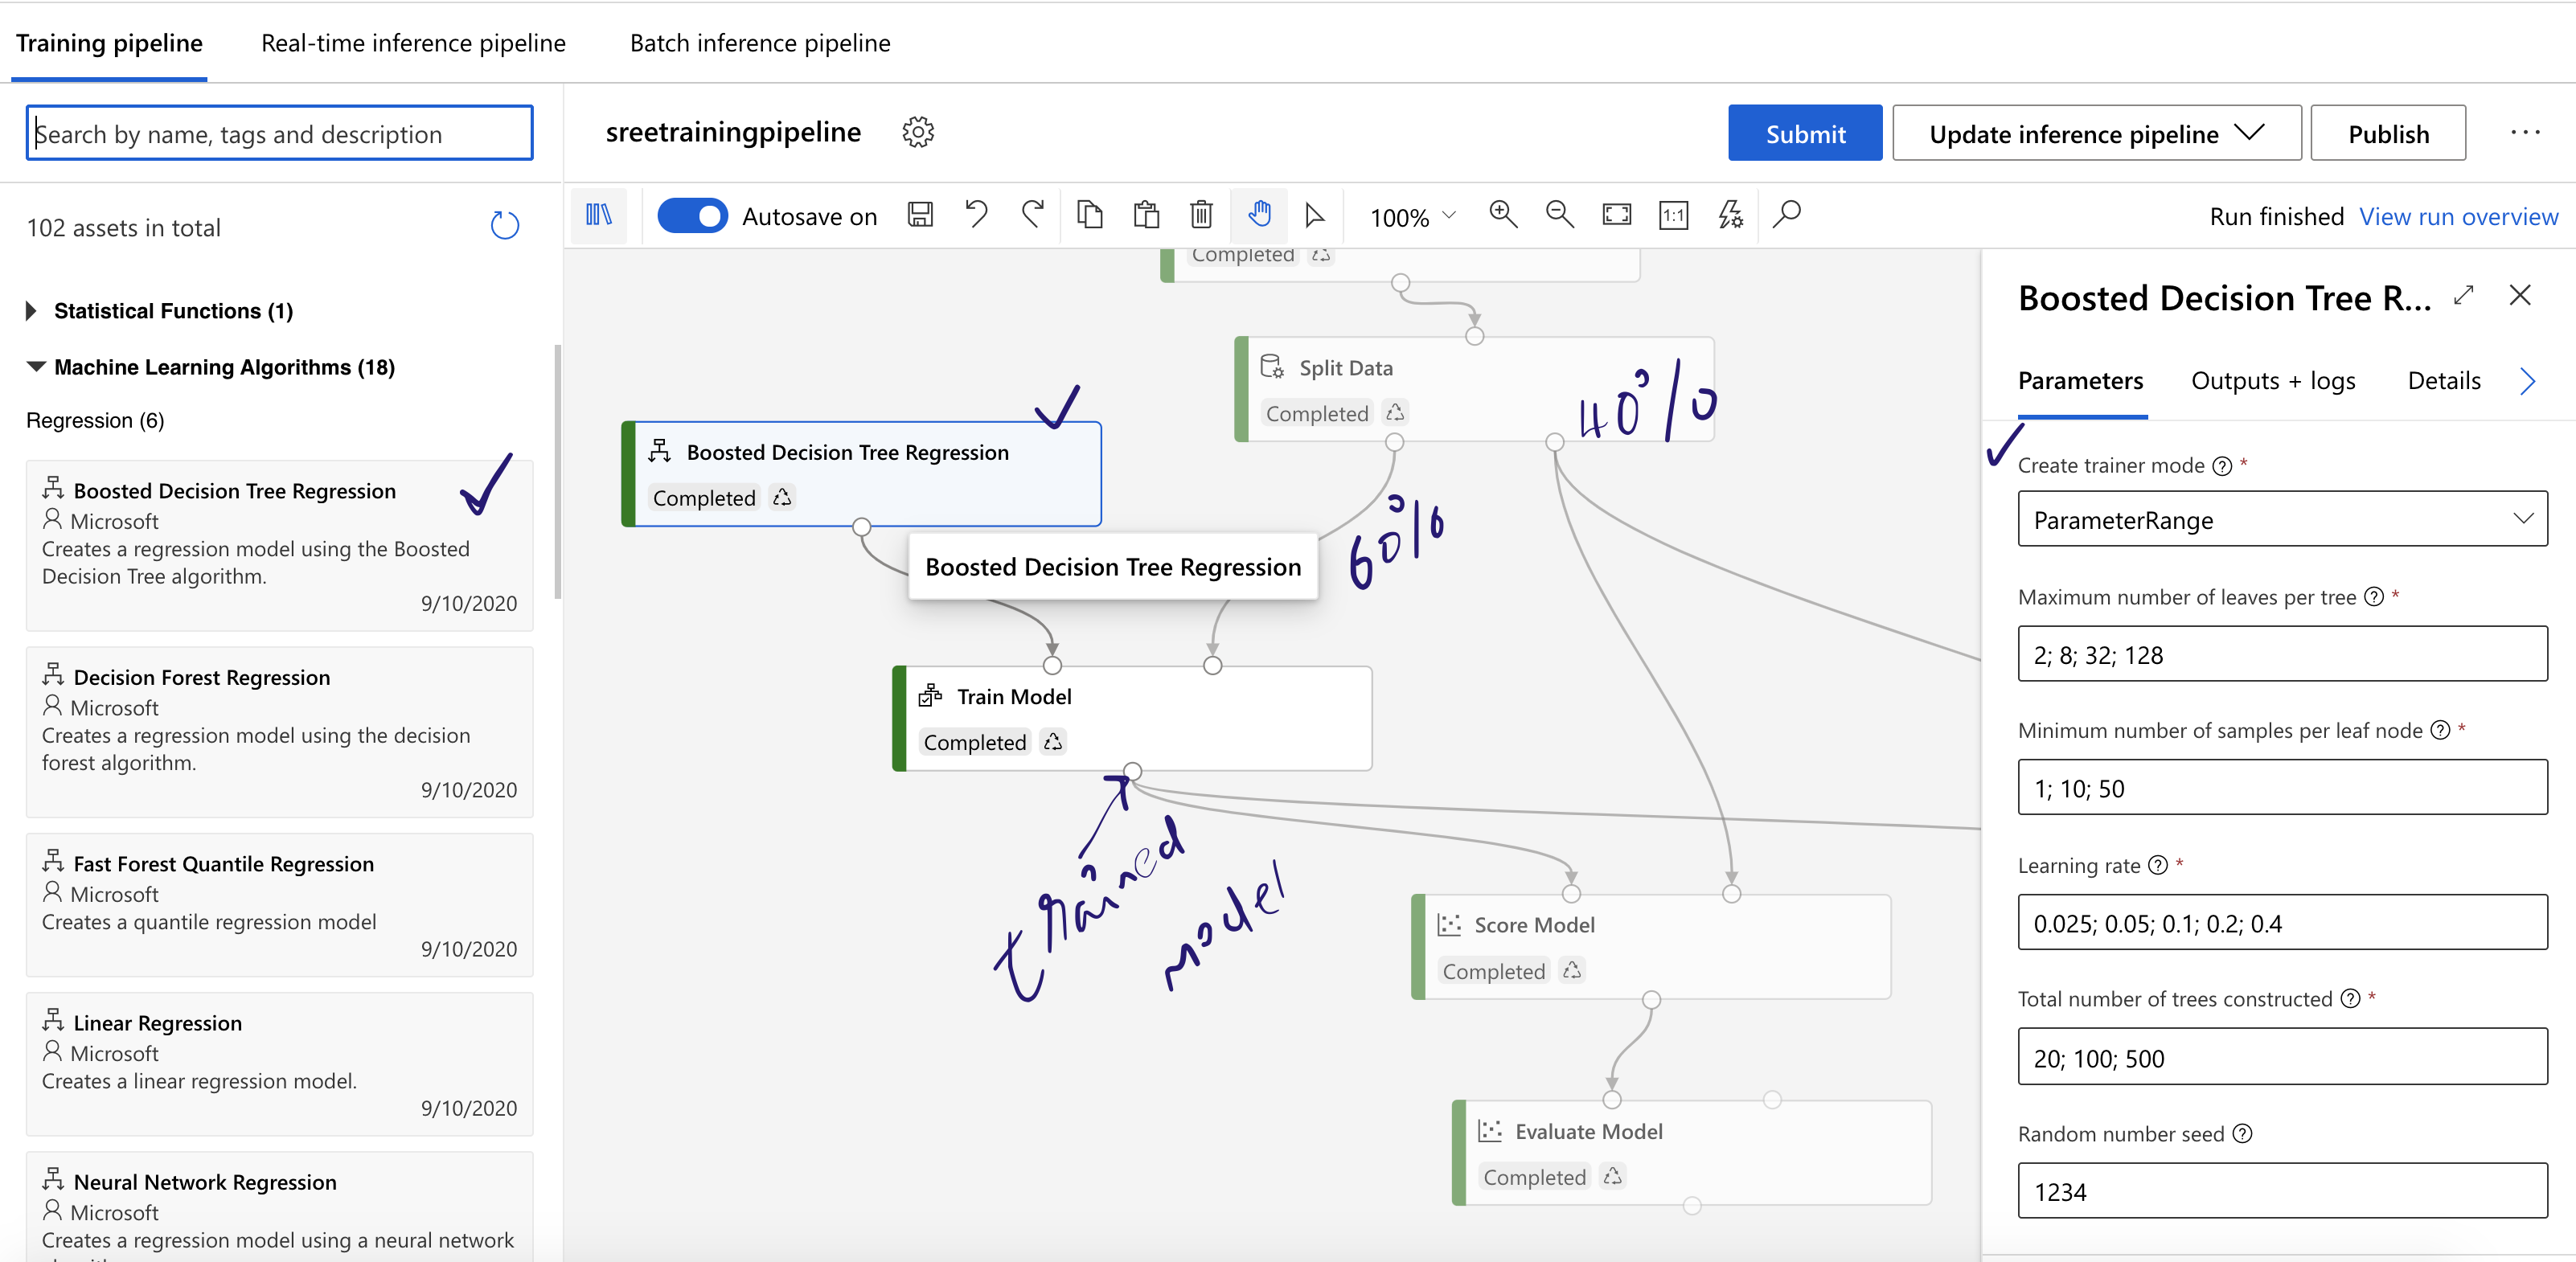 Training pipeline
Real-time inference pipeline
Batch inference pipeline
Search by name, tags and description
sreetrainingpipeline
Submit
Update inference pipeline
Publish
102 assets in total
Autosave on
100%
1:1
Run finished
View run overview
Statistical Functions (1)
Machine Learning Algorithms (18)
Regression (6)
Boosted Decision Tree Regression
Microsoft
Creates a regression model using the Boosted
Decision Tree algorithm.
9/10/2020
Decision Forest Regression
Microsoft
Creates a regression model using the decision
forest algorithm.
9/10/2020
Fast Forest Quantile Regression
Microsoft
Creates a quantile regression model
9/10/2020
Linear Regression
Microsoft
Creates a linear regression model.
9/10/2020
Neural Network Regression
Microsoft
Creates a regression model using a neural network
Completed
Split Data
Completed
40%
Boosted Decision Tree Regression
Completed
60%
Boosted Decision Tree Regression
Train Model
Completed
trained
model
Score Model
Completed
Evaluate Model
Completed
Boosted Decision Tree R...
Parameters
Outputs + logs
Details
Create trainer mode *
ParameterRange
Maximum number of leaves per tree *
2; 8; 32; 128
Minimum number of samples per leaf node *
1; 10; 50
Learning rate *
0.025; 0.05; 0.1; 0.2; 0.4
Total number of trees constructed *
20; 100; 500
Random number seed
1234